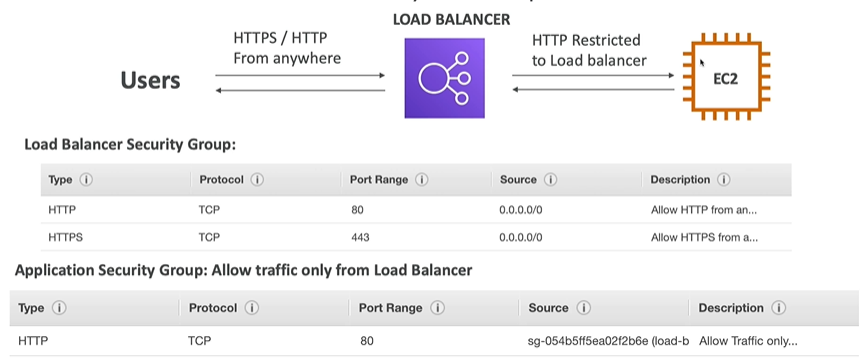 LOAD BALANCER
HTTPS / HTTP
From anywhere
HTTP Restricted
to Load balancer
Users
EC2
Load Balancer Security Group:
Type Protocol Port Range Source Description
HTTP TCP 80 0.0.0.0/0 Allow HTTP from an...
HTTPS TCP 443 0.0.0.0/0 Allow HTTPS from a...
Application Security Group: Allow traffic only from Load Balancer
Type Protocol Port Range Source Description
HTTP TCP 80 sg-054b5ff5ea02f2b6e (load-b Allow Traffic only...